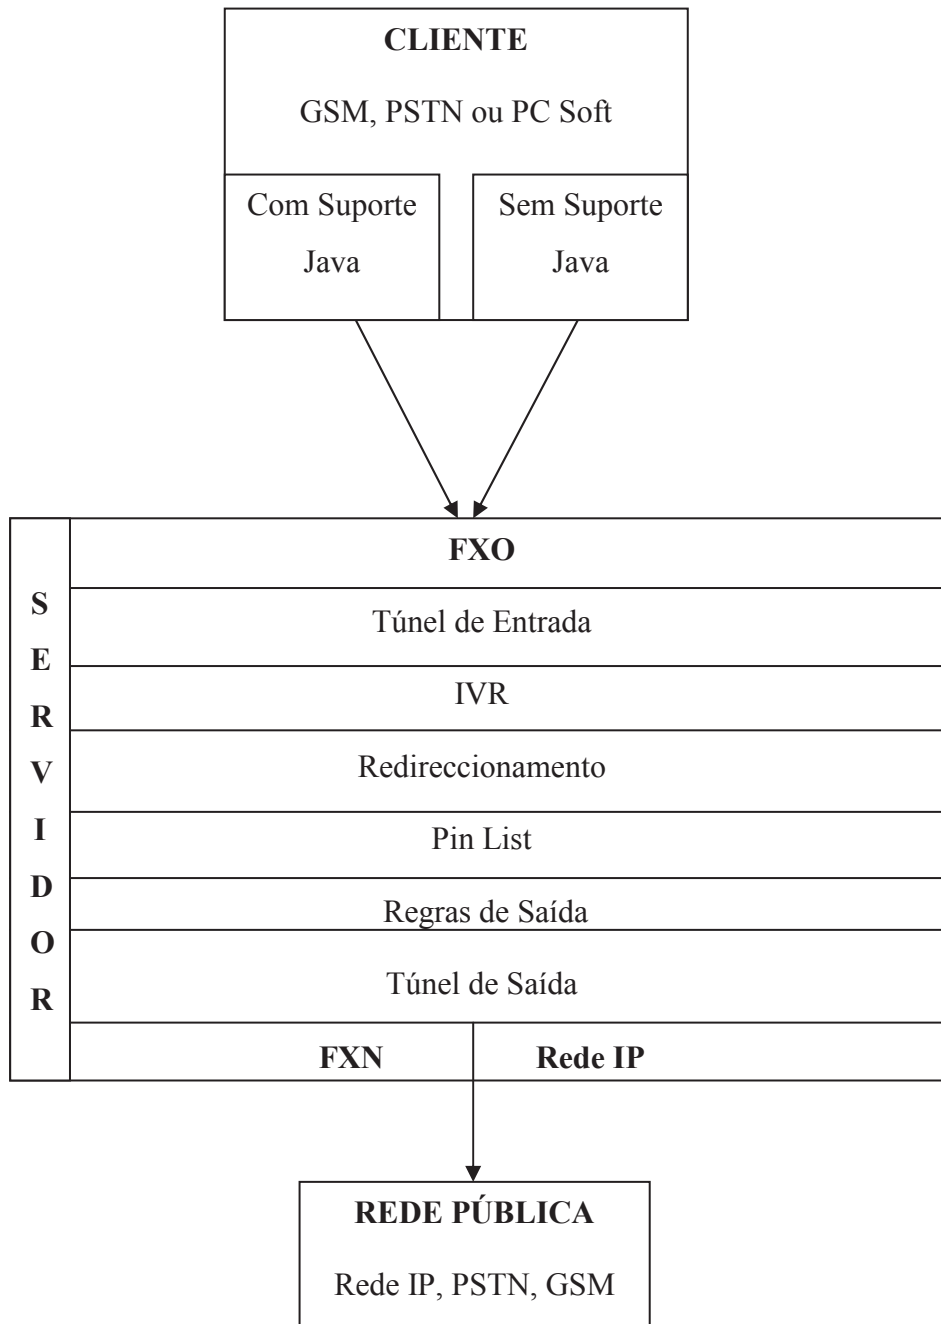 CLIENTE
GSM, PSTN ou PC Soft
Com Suporte
Java
Sem Suporte
Java
S
E
R
V
I
D
O
R
FXO
Túnel de Entrada
IVR
Redireccionamento
Pin List
Regras de Saída
Túnel de Saída
FXN
Rede IP
REDE PÚBLICA
Rede IP, PSTN, GSM